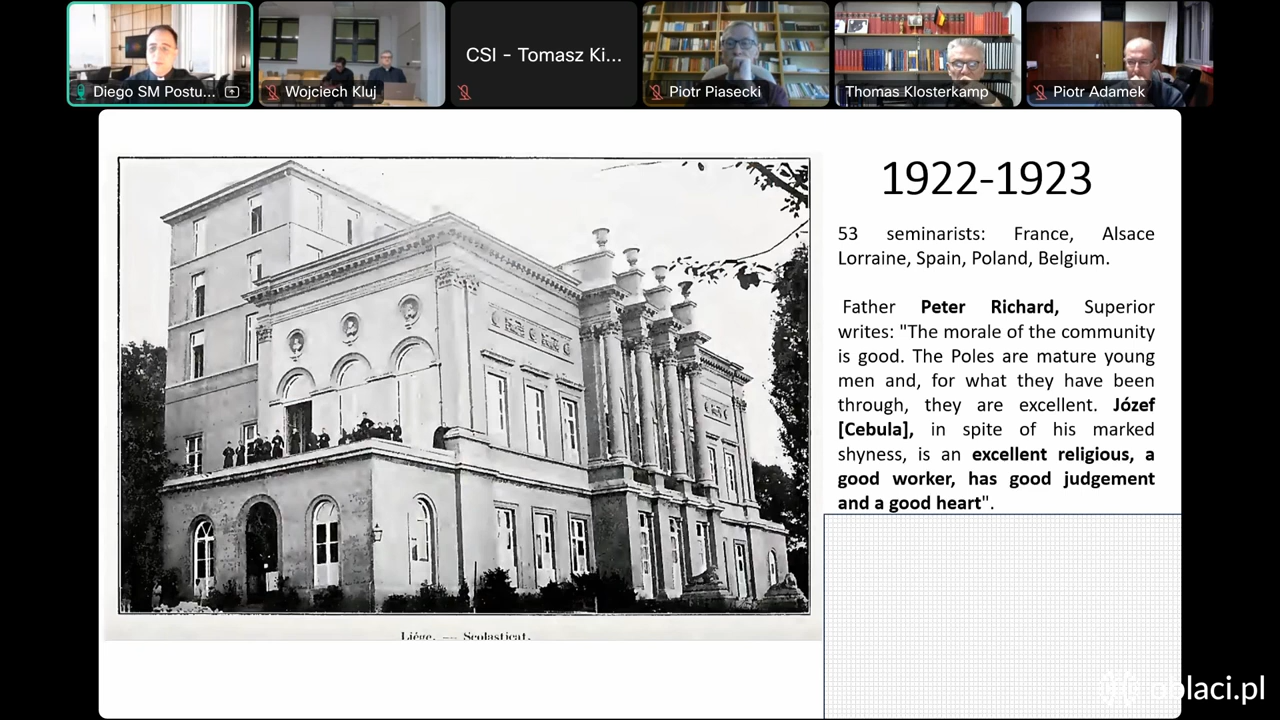 Diego SM Postu...
Wojciech Kluj
CSI - Tomasz Ki...
Piotr Piasecki
Thomas Klosterkamp
Piotr Adamek
1922-1923
53 seminarists: France, Alsace
Lorraine, Spain, Poland, Belgium.
Father Peter Richard, Superior
writes: "The morale of the community
is good. The Poles are mature young
men and, for what they have been
through, they are excellent. Józef
[Cebula], in spite of his marked
shyness, is an excellent religious, a
good worker, has good judgement
and a good heart".
Liége. — Scolasticat.
oblaci.pl